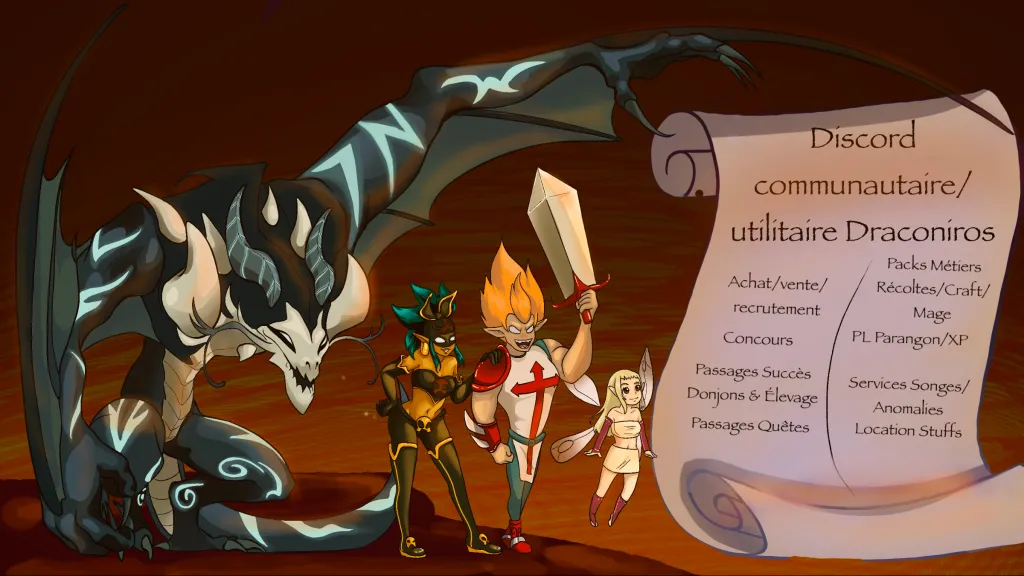 Discord
communautaire/
utilitaire Draconiros
Achat/vente/
recrutement
Concours
Passages Succès
Donjons & Élevage
Passages Quêtes
Packs Métiers
Récoltes/Craft/
Mage
PL Parangon/XP
Services Songes/
Anomalies
Location Stuffs